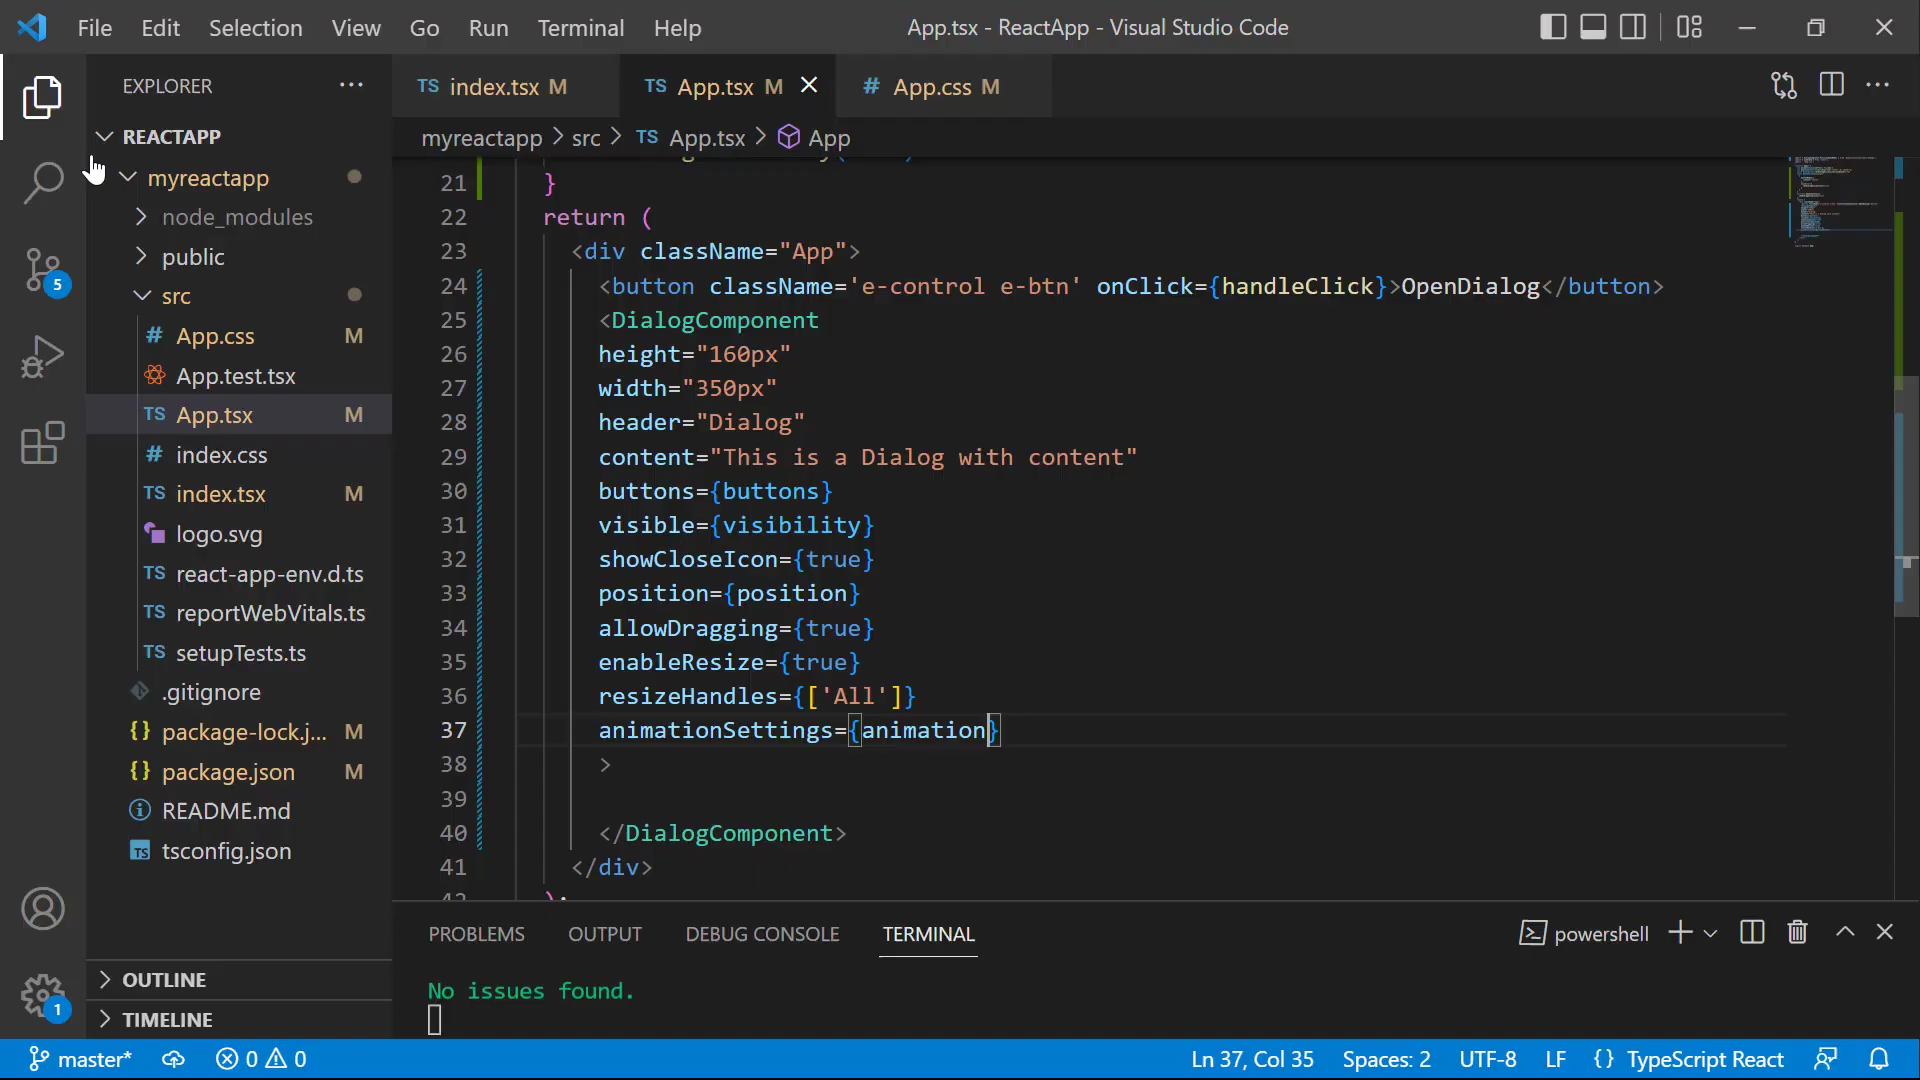 File Edit Selection View Go Run Terminal Help App.tsx - ReactApp - Visual Studio Code
EXPLORER
TS index.tsx M TS App.tsx M # App.css M
REACTAPP
myreactapp > src > TS App.tsx > App
myreactapp
node_modules
public
src
# App.css M
App.test.tsx
TS App.tsx M
# index.css
TS index.tsx M
logo.svg
TS react-app-env.d.ts
TS reportWebVitals.ts
TS setupTests.ts
.gitignore
{} package-lock.j... M
{} package.json M
README.md
TS tsconfig.json
OUTLINE
TIMELINE
5
1
21 }
22 return (
23 <div className="App">
24 <button className='e-control e-btn' onClick={handleClick}>OpenDialog</button>
25 <DialogComponent
26 height="160px"
27 width="350px"
28 header="Dialog"
29 content="This is a Dialog with content"
30 buttons={buttons}
31 visible={visibility}
32 showCloseIcon={true}
33 position={position}
34 allowDragging={true}
35 enableResize={true}
36 resizeHandles={['All']}
37 animationSettings={animation}
38 >
39
40 </DialogComponent>
41 </div>
PROBLEMS OUTPUT DEBUG CONSOLE TERMINAL powershell
No issues found.
master* 0 0 Ln 37, Col 35 Spaces: 2 UTF-8 LF {} TypeScript React